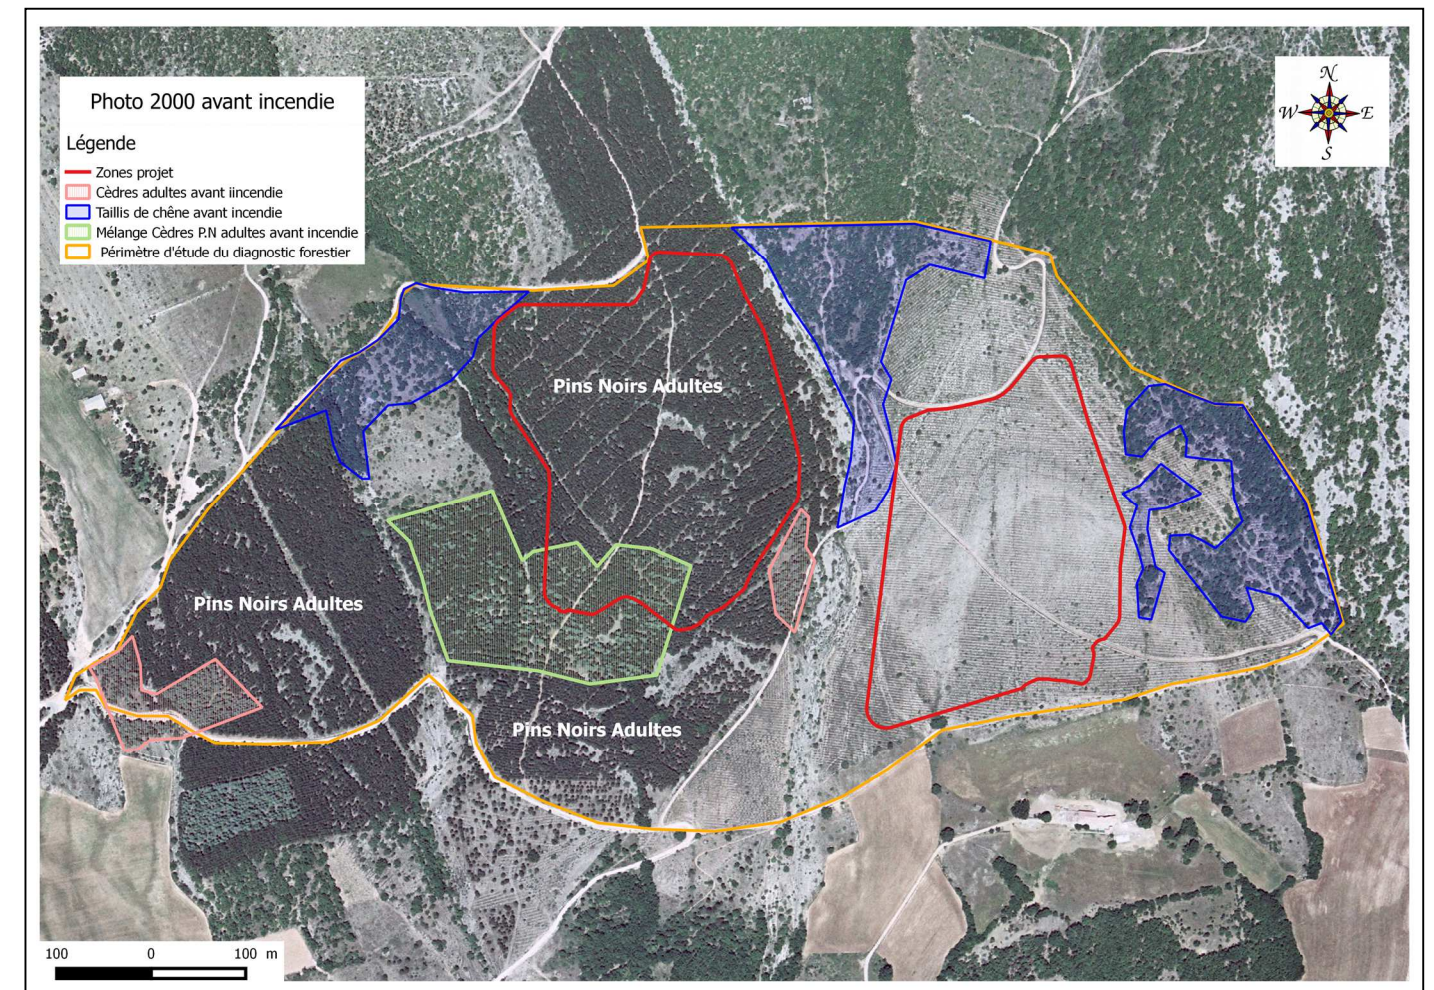 Photo 2000 avant incendie
Légende
Zones projet
Cèdres adultes avant iincendie
Taillis de chêne avant incendie
Mélange Cèdres P.N adultes avant incendie
Périmètre d'étude du diagnostic forestier
N
W E
S
Pins Noirs Adultes
Pins Noirs Adultes
Pins Noirs Adultes
100 0 100 m